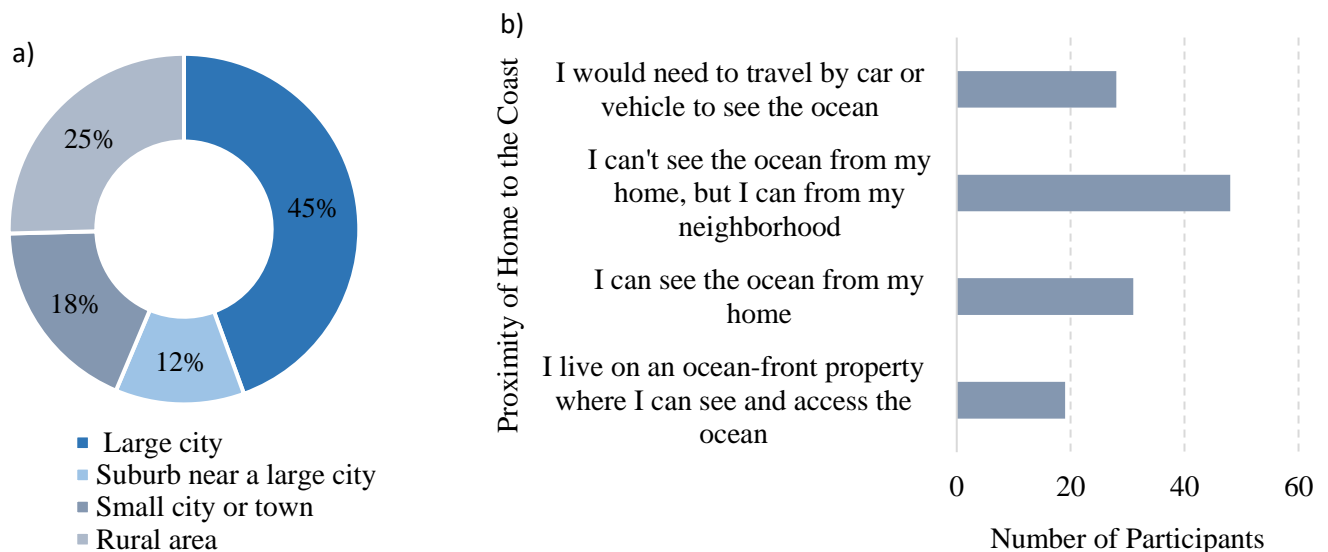 a)
25%
45%
18%
12%
Large city
Suburb near a large city
Small city or town
Rural area
b)
Proximity of Home to the Coast
I would need to travel by car or
vehicle to see the ocean
I can't see the ocean from my
home, but I can from my
neighborhood
I can see the ocean from my
home
I live on an ocean-front property
where I can see and access the
ocean
0 20 40 60
Number of Participants